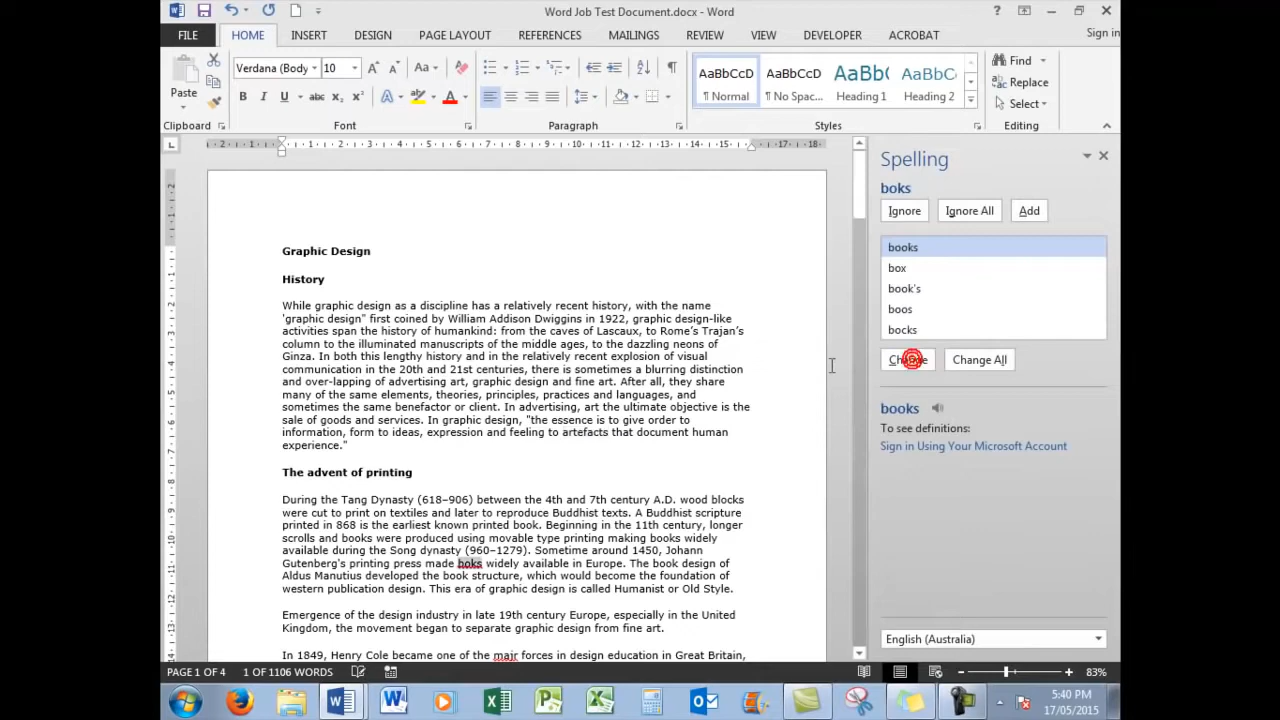 Word Job Test Document.docx - Word
Sign in
FILE HOME INSERT DESIGN PAGE LAYOUT REFERENCES MAILINGS REVIEW VIEW DEVELOPER ACROBAT
Paste
Verdana (Body 10
AaBbCcD AaBbCcD AaBbC AaBbCcD
¶ Normal ¶ No Spac... Heading 1 Heading 2
Find
Replace
Select
Clipboard Font Paragraph Styles Editing
Graphic Design
History
While graphic design as a discipline has a relatively recent history, with the name
'graphic design" first coined by William Addison Dwiggins in 1922, graphic design-like
activities span the history of humankind: from the caves of Lascaux, to Rome's Trajan's
column to the illuminated manuscripts of the middle ages, to the dazzling neons of
Ginza. In both this lengthy history and in the relatively recent explosion of visual
communication in the 20th and 21st centuries, there is sometimes a blurring distinction
and over-lapping of advertising art, graphic design and fine art. After all, they share
many of the same elements, theories, principles, practices and languages, and
sometimes the same benefactor or client. In advertising, art the ultimate objective is the
sale of goods and services. In graphic design, "the essence is to give order to
information, form to ideas, expression and feeling to artefacts that document human
experience."
The advent of printing
During the Tang Dynasty (618–906) between the 4th and 7th century A.D. wood blocks
were cut to print on textiles and later to reproduce Buddhist texts. A Buddhist scripture
printed in 868 is the earliest known printed book. Beginning in the 11th century, longer
scrolls and books were produced using movable type printing making books widely
available during the Song dynasty (960–1279). Sometime around 1450, Johann
Gutenberg's printing press made boks widely available in Europe. The book design of
Aldus Manutius developed the book structure, which would become the foundation of
western publication design. This era of graphic design is called Humanist or Old Style.
Emergence of the design industry in late 19th century Europe, especially in the United
Kingdom, the movement began to separate graphic design from fine art.
In 1849, Henry Cole became one of the majr forces in design education in Great Britain,
Spelling
boks
Ignore Ignore All Add
books
box
book's
boos
bocks
Change Change All
books
To see definitions:
Sign in Using Your Microsoft Account
English (Australia)
PAGE 1 OF 4 1 OF 1106 WORDS 83%
5:40 PM
17/05/2015